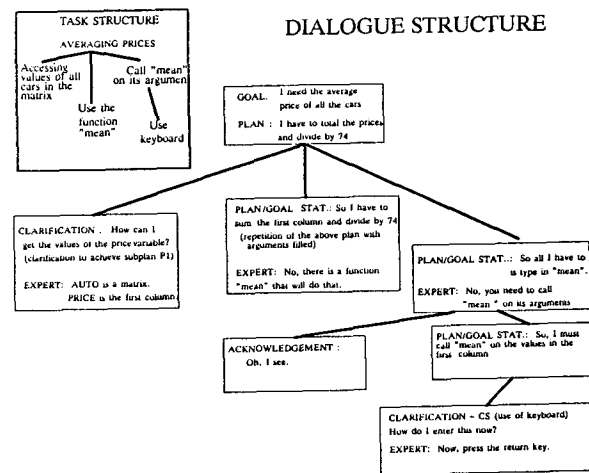 TASK STRUCTURE
AVERAGING PRICES
Accessing
values of all
cars in the
matrix
Use the
function
"mean"
Call "mean"
on its argumen
Use
keyboard
DIALOGUE STRUCTURE
GOAL. I need the average
price of all the cars
PLAN : I have to total the prices
and divide by 74
CLARIFICATION . How can I
get the values of the price variable?
(clarification to achieve subplan P1)
EXPERT: AUTO is a matrix.
PRICE is the first column
PLAN/GOAL STAT.: So I have to
sum the first column and divide by 74
(repetition of the above plan with
arguments filled)
EXPERT: No, there is a function
"mean" that will do that.
PLAN/GOAL STAT..: So all I have to
is type in "mean".
EXPERT: No, you need to call
"mean " on its arguments
ACKNOWLEDGEMENT :
Oh, I see.
PLAN/GOAL STAT.: So, I must
call "mean" on the values in the
first column
CLARIFICATION - CS (use of keyboard)
How do I enter this now?
EXPERT: Now, press the return key.